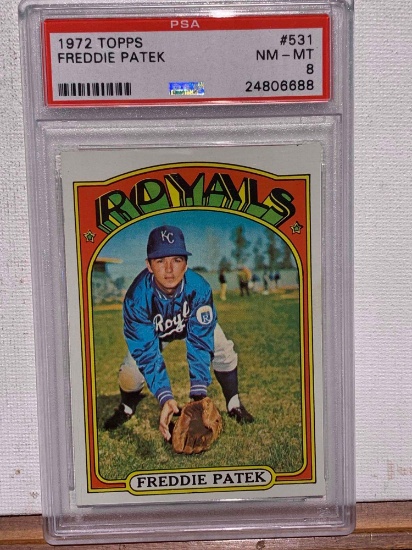 PSA
1972 TOPPS #531
FREDDIE PATEK NM - MT
8
24806688
ROYALS
KC
Royals
FREDDIE PATEK